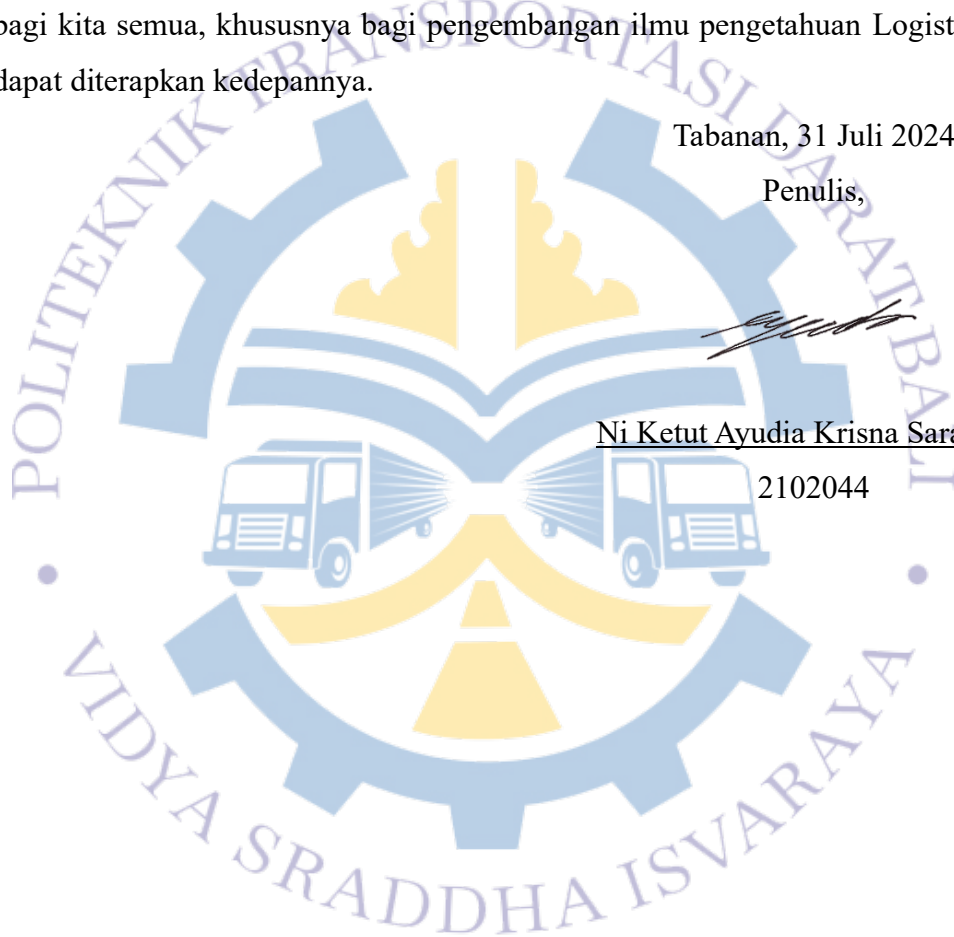 bagi kita semua, khususnya bagi pengembangan ilmu pengetahuan Logist
dapat diterapkan kedepannya.
Tabanan, 31 Juli 2024
Penulis,
Ni Ketut Ayudia Krisna Sara
2102044
POLITEKNIK TRANSPORTASI DARAT BALI
VIDYA SRADDHA ISVARAYA